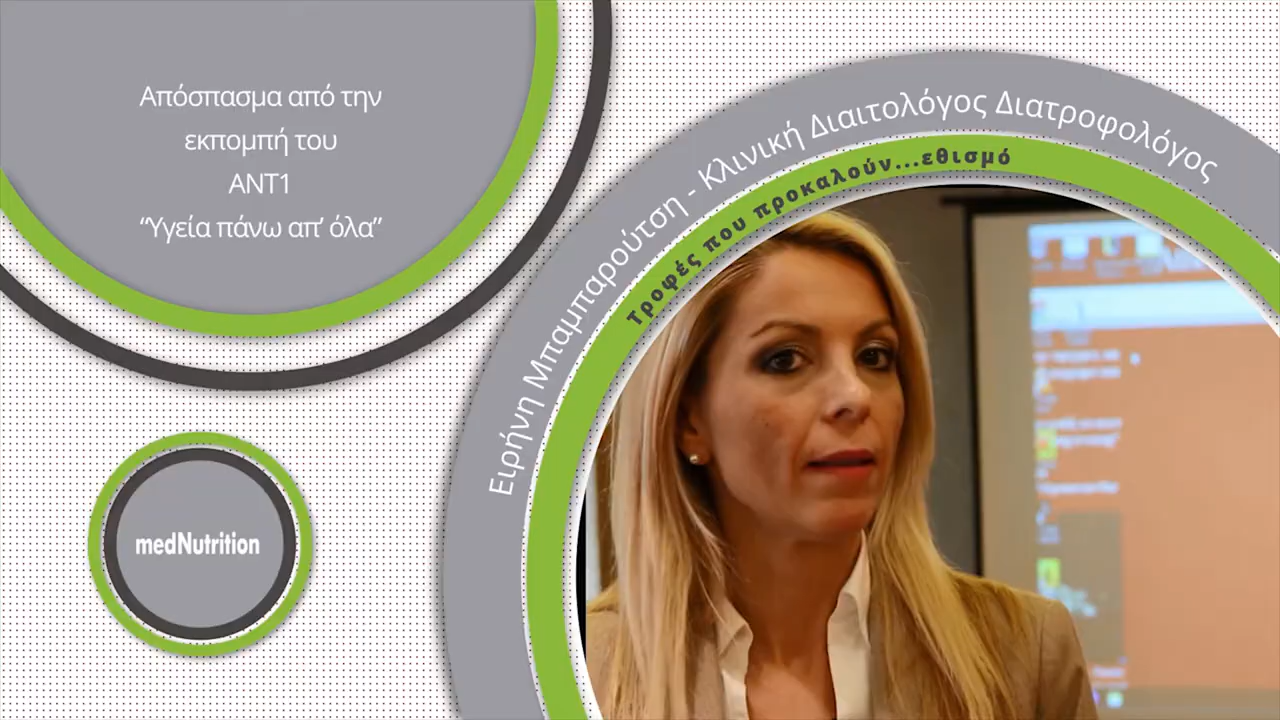 Απόσπασμα από την
εκπομπή του
ΑΝΤ1
“Υγεία πάνω απ’ όλα”
Ειρήνη Μπαμπαρούτση - Κλινική Διαιτολόγος Διατροφολόγος
τροφές που προκαλούν...εθισμό
medNutrition